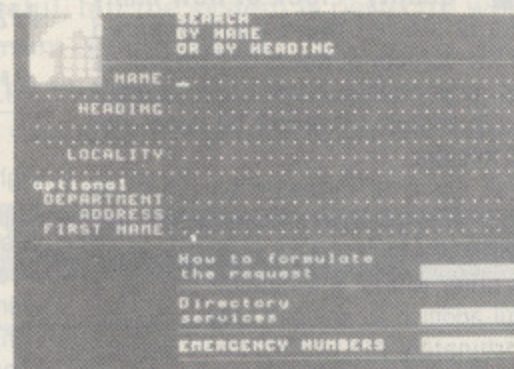 SEARCH
BY NAME
OR BY HEADING
NAME:
HEADING:
LOCALITY:
optional
DEPARTMENT:
ADDRESS:
FIRST NAME:
How to formulate
the request
Directory
services
EMERGENCY NUMBERS